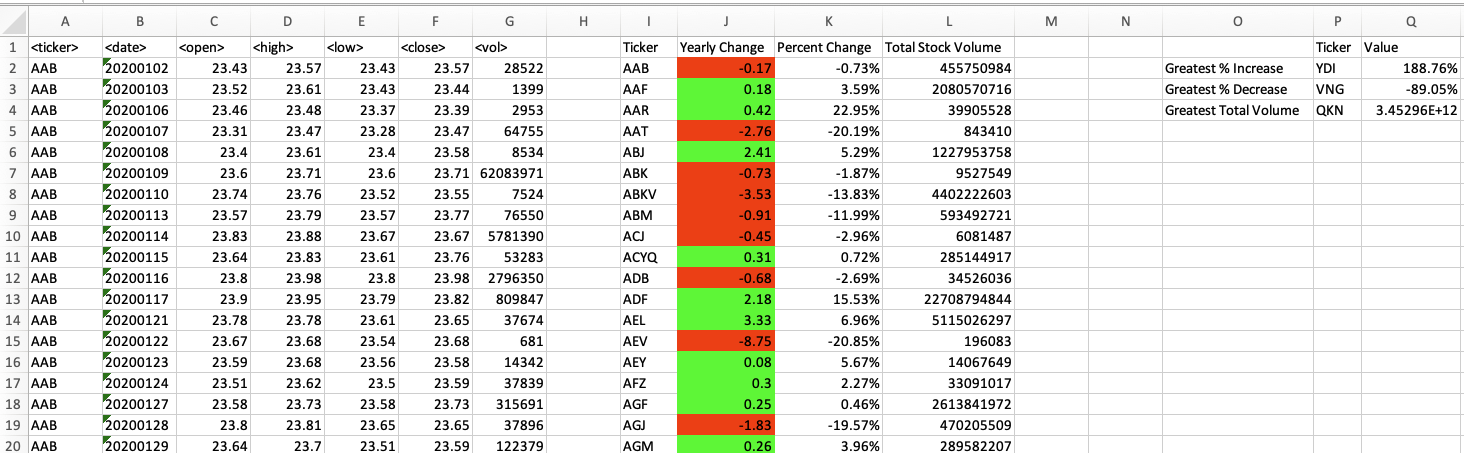 A B C D E F G H I J K L M N O P Q
1 <ticker> <date> <open> <high> <low> <close> <vol> Ticker Yearly Change Percent Change Total Stock Volume Ticker Value
2 AAB 20200102 23.43 23.57 23.43 23.57 28522 AAB -0.17 -0.73% 455750984 Greatest % Increase YDI 188.76%
3 AAB 20200103 23.52 23.61 23.43 23.44 1399 AAF 0.18 3.59% 2080570716 Greatest % Decrease VNG -89.05%
4 AAB 20200106 23.46 23.48 23.37 23.39 2953 AAR 0.42 22.95% 39905528 Greatest Total Volume QKN 3.45296E+12
5 AAB 20200107 23.31 23.47 23.28 23.47 64755 AAT -2.76 -20.19% 843410
6 AAB 20200108 23.4 23.61 23.4 23.58 8534 ABJ 2.41 5.29% 1227953758
7 AAB 20200109 23.6 23.71 23.6 23.71 62083971 ABK -0.73 -1.87% 9527549
8 AAB 20200110 23.74 23.76 23.52 23.55 7524 ABKV -3.53 -13.83% 4402222603
9 AAB 20200113 23.57 23.79 23.57 23.77 76550 ABM -0.91 -11.99% 593492721
10 AAB 20200114 23.83 23.88 23.67 23.67 5781390 ACJ -0.45 -2.96% 6081487
11 AAB 20200115 23.64 23.83 23.61 23.76 53283 ACYQ 0.31 0.72% 285144917
12 AAB 20200116 23.8 23.98 23.8 23.98 2796350 ADB -0.68 -2.69% 34526036
13 AAB 20200117 23.9 23.95 23.79 23.82 809847 ADF 2.18 15.53% 22708794844
14 AAB 20200121 23.78 23.78 23.61 23.65 37674 AEL 3.33 6.96% 5115026297
15 AAB 20200122 23.67 23.68 23.54 23.68 681 AEV -8.75 -20.85% 196083
16 AAB 20200123 23.59 23.68 23.56 23.58 14342 AEY 0.08 5.67% 14067649
17 AAB 20200124 23.51 23.62 23.5 23.59 37839 AFZ 0.3 2.27% 33091017
18 AAB 20200127 23.58 23.73 23.58 23.73 315691 AGF 0.25 0.46% 2613841972
19 AAB 20200128 23.8 23.81 23.65 23.65 37896 AGJ -1.83 -19.57% 470205509
20 AAB 20200129 23.64 23.7 23.51 23.59 122379 AGM 0.26 3.96% 289582207